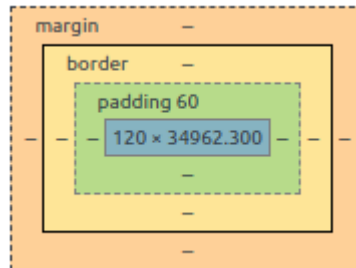 margin –
border –
padding 60
– – – 120 × 34962.300 – – –
–
–
–